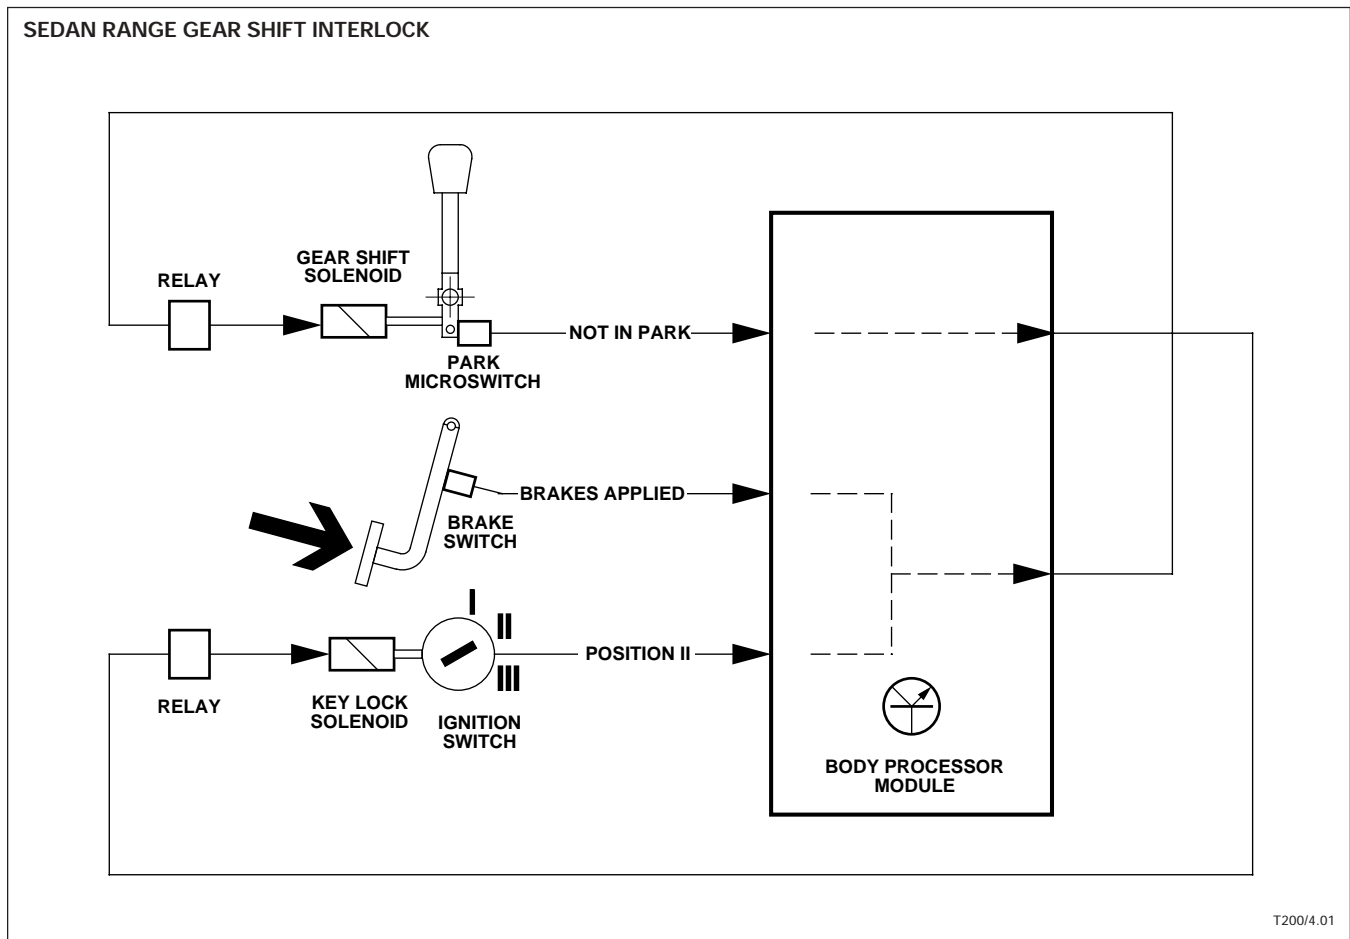 SEDAN RANGE GEAR SHIFT INTERLOCK
GEAR SHIFT
SOLENOID
RELAY
NOT IN PARK
PARK
MICROSWITCH
BRAKES APPLIED
BRAKE
SWITCH
I
II
III
POSITION II
RELAY
KEY LOCK
SOLENOID
IGNITION
SWITCH
BODY PROCESSOR
MODULE
T200/4.01